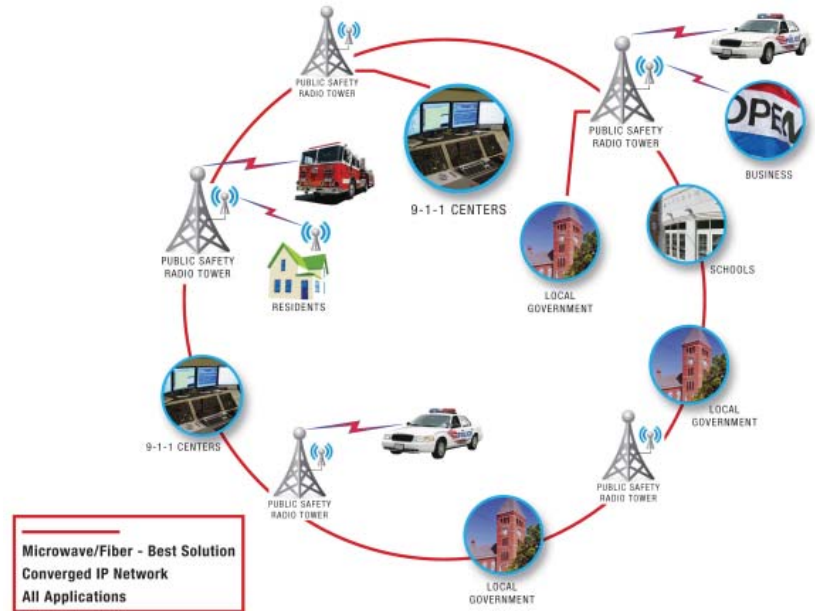 PUBLIC SAFETY
RADIO TOWER
9-1-1 CENTERS
PUBLIC SAFETY
RADIO TOWER
OPEN
BUSINESS
PUBLIC SAFETY
RADIO TOWER
RESIDENTS
LOCAL
GOVERNMENT
SCHOOLS
9-1-1 CENTERS
LOCAL
GOVERNMENT
PUBLIC SAFETY
RADIO TOWER
PUBLIC SAFETY
RADIO TOWER
LOCAL
GOVERNMENT
Microwave/Fiber - Best Solution
Converged IP Network
All Applications